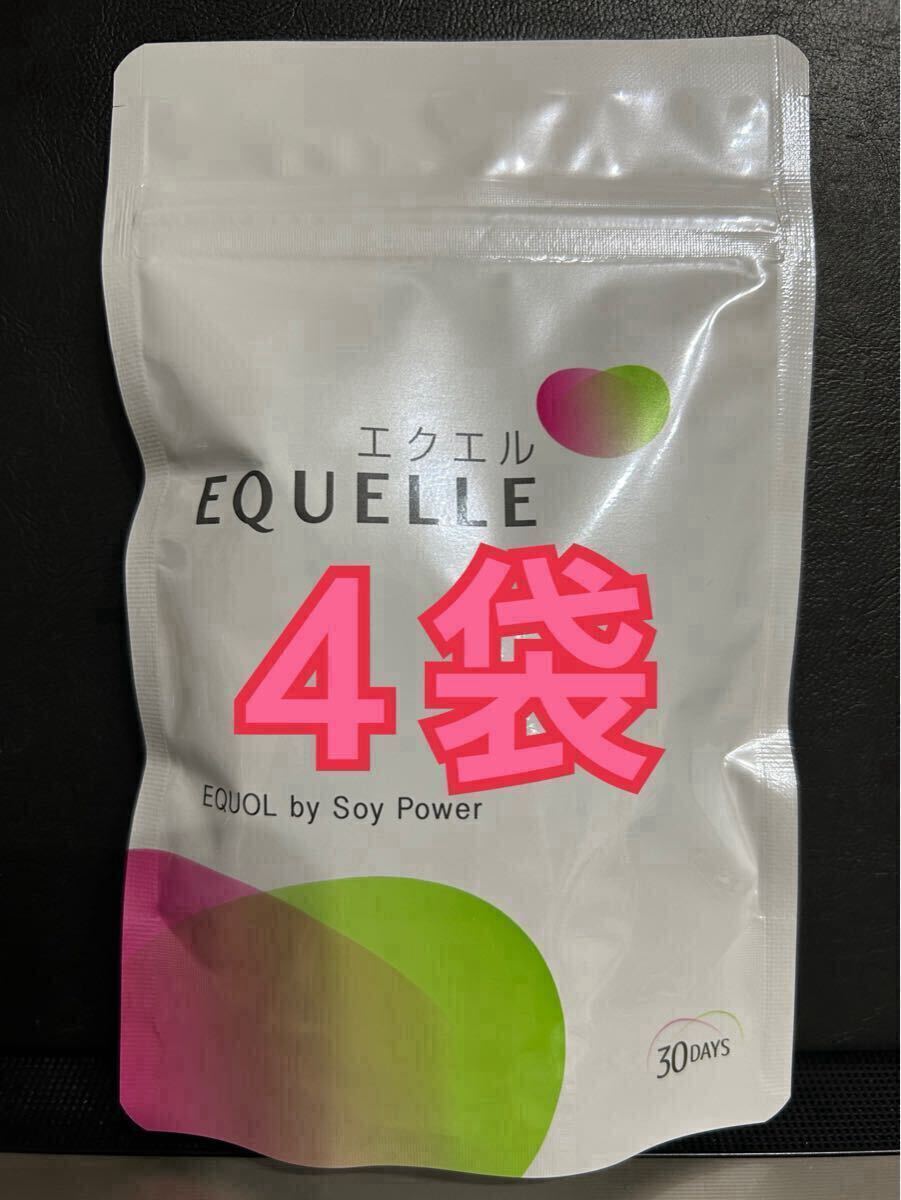 エクエル
EQUELLE
4袋
EQUOL by Soy Power
30DAYS